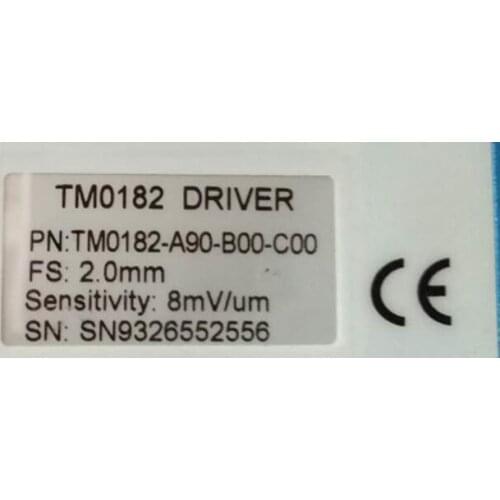 TM0182 DRIVER
PN:TM0182-A90-B00-C00
FS: 2.0mm
Sensitivity: 8mV/um
SN: SN9326552556
CE